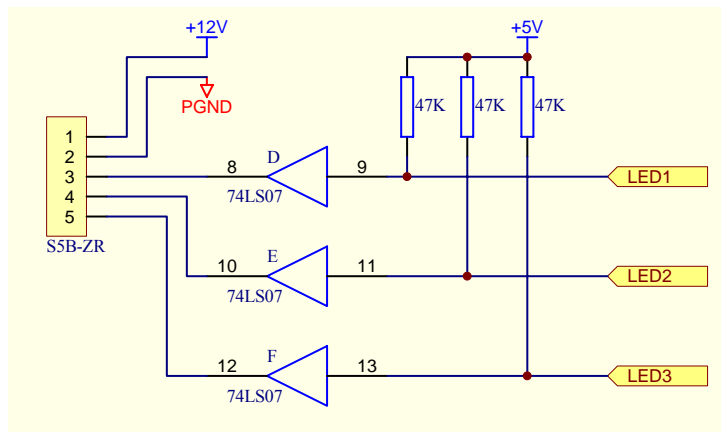 +12V
+5V
PGND
47K
47K
47K
1
2
3
4
5
S5B-ZR
8
D
9
74LS07
LED1
10
E
11
74LS07
LED2
12
F
13
74LS07
LED3